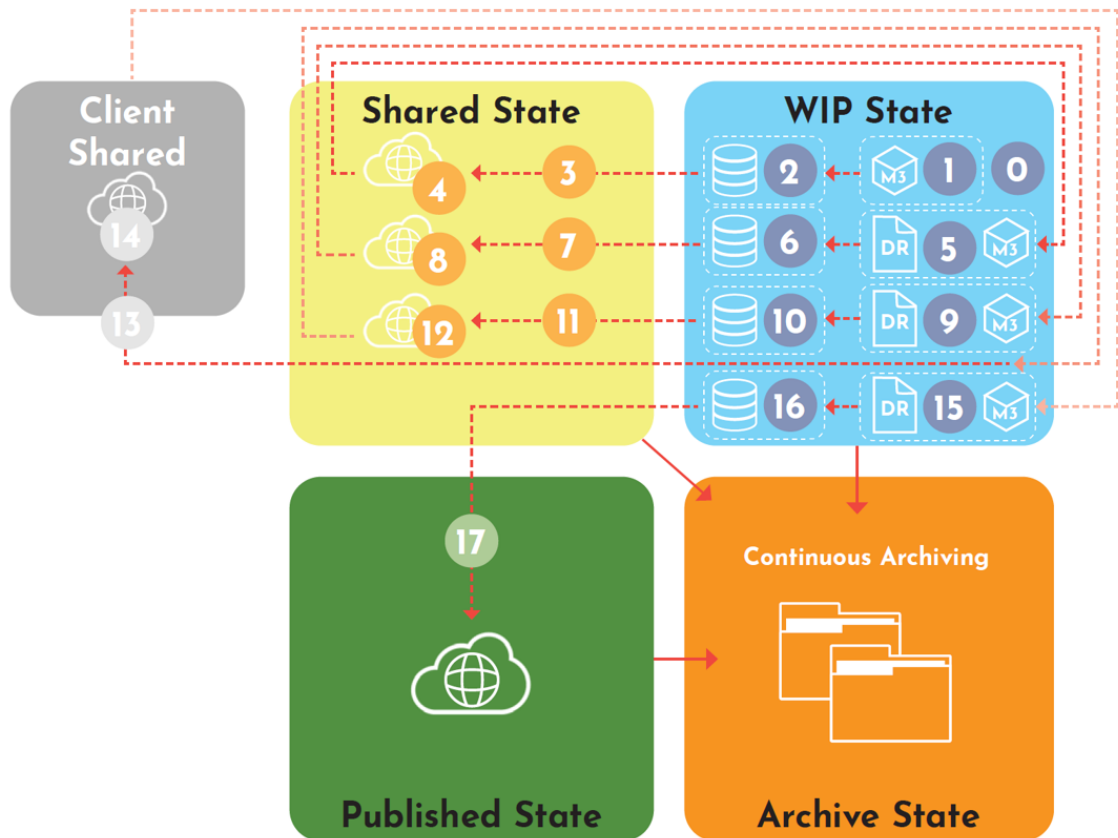 Client
Shared
14
13
Shared State
WIP State
4
3
2
M3
1
0
8
7
6
DR
5
M3
12
11
10
DR
9
M3
16
DR
15
M3
17
Published State
Continuous Archiving
Archive State